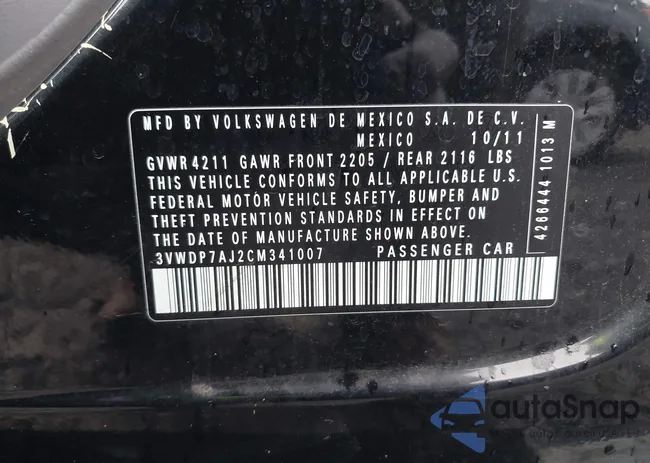 MFD BY VOLKSWAGEN DE MEXICO S.A. DE C.V.
MEXICO 10/11
GVWR 4211 GAWR FRONT 2205 / REAR 2116 LBS
THIS VEHICLE CONFORMS TO ALL APPLICABLE U.S.
FEDERAL MOTOR VEHICLE SAFETY, BUMPER AND
THEFT PREVENTION STANDARDS IN EFFECT ON
THE DATE OF MANUFACTURE SHOWN ABOVE.
3VWDP7AJ2CM341007 PASSENGER CAR
4266444-1013 M
autaSnap